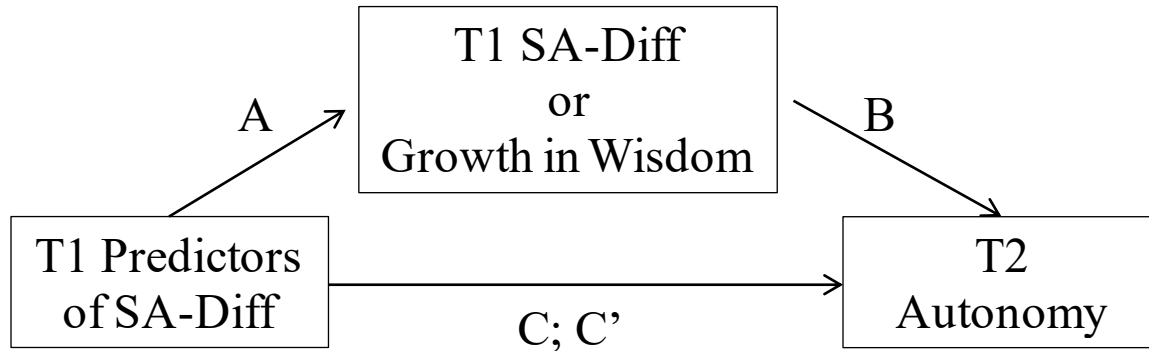 T1 SA-Diff
or
Growth in Wisdom
A
B
T1 Predictors
of SA-Diff
T2
Autonomy
C; C’